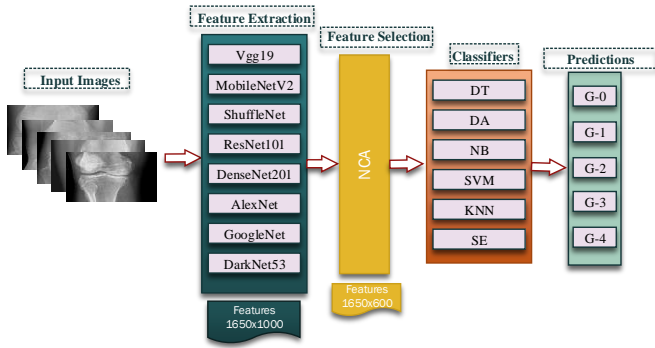 Input Images
Feature Extraction
Vgg19
MobileNetV2
ShuffleNet
ResNet101
DenseNet201
AlexNet
GoogleNet
DarkNet53
Features
1650x1000
Feature Selection
NCA
Features
1650x600
Classifiers
DT
DA
NB
SVM
KNN
SE
Predictions
G-0
G-1
G-2
G-3
G-4